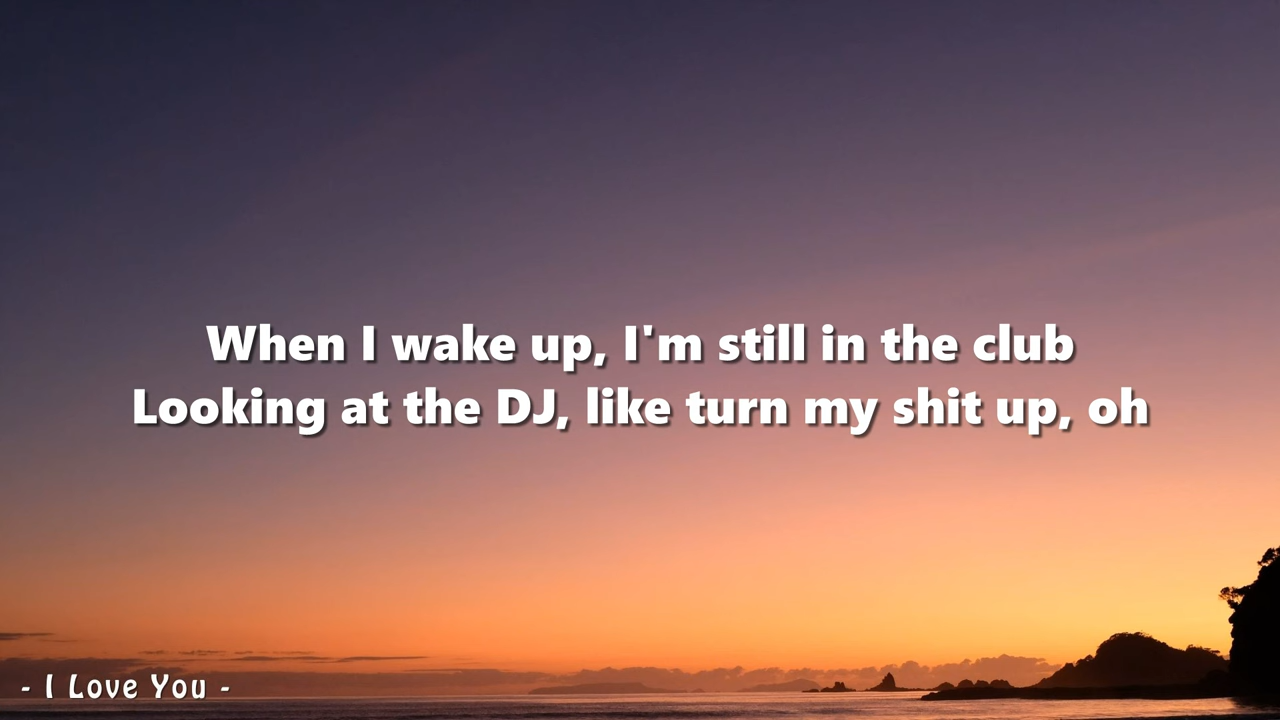 When I wake up, I'm still in the club
Looking at the DJ, like turn my shit up, oh
- I Love You -